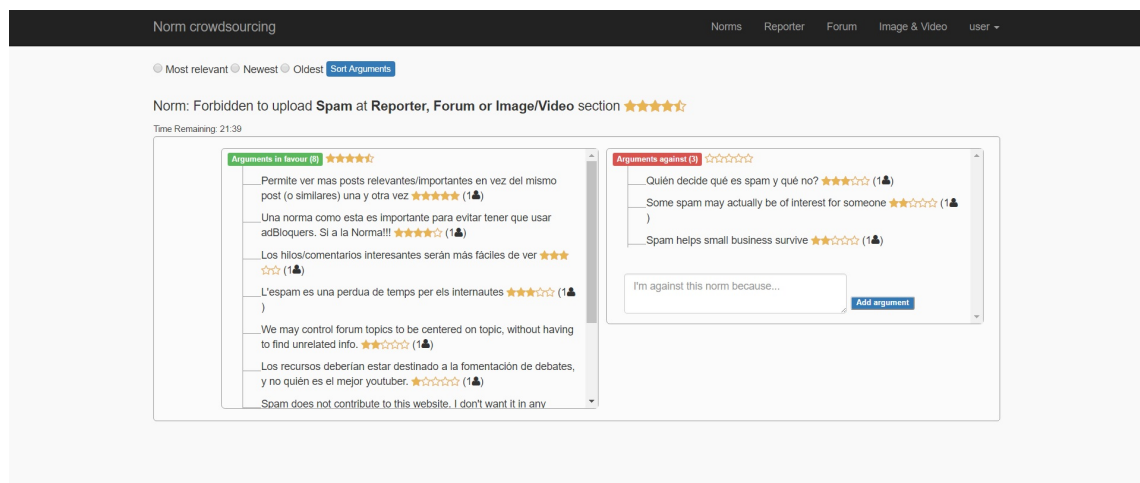 Norm crowdsourcing Norms Reporter Forum Image & Video user
Most relevant Newest Oldest Sort Arguments
Norm: Forbidden to upload Spam at Reporter, Forum or Image/Video section
Time Remaining: 21:39
Arguments in favour (8)
Permite ver mas posts relevantes/importantes en vez del mismo
post (o similares) una y otra vez (1)
Una norma como esta es importante para evitar tener que usar
adBloquers. Si a la Norma!!! (1)
Los hilos/comentarios interesantes serán más fáciles de ver
(1)
L'espam es una perdua de temps per els internautes (1
)
We may control forum topics to be centered on topic, without having
to find unrelated info. (1)
Los recursos deberían estar destinado a la fomentación de debates,
y no quién es el mejor youtuber. (1)
Spam does not contribute to this website. I don't want it in any
Arguments against (3)
Quién decide qué es spam y qué no? (1)
Some spam may actually be of interest for someone (1
)
Spam helps small business survive (1)
I'm against this norm because...
Add argument